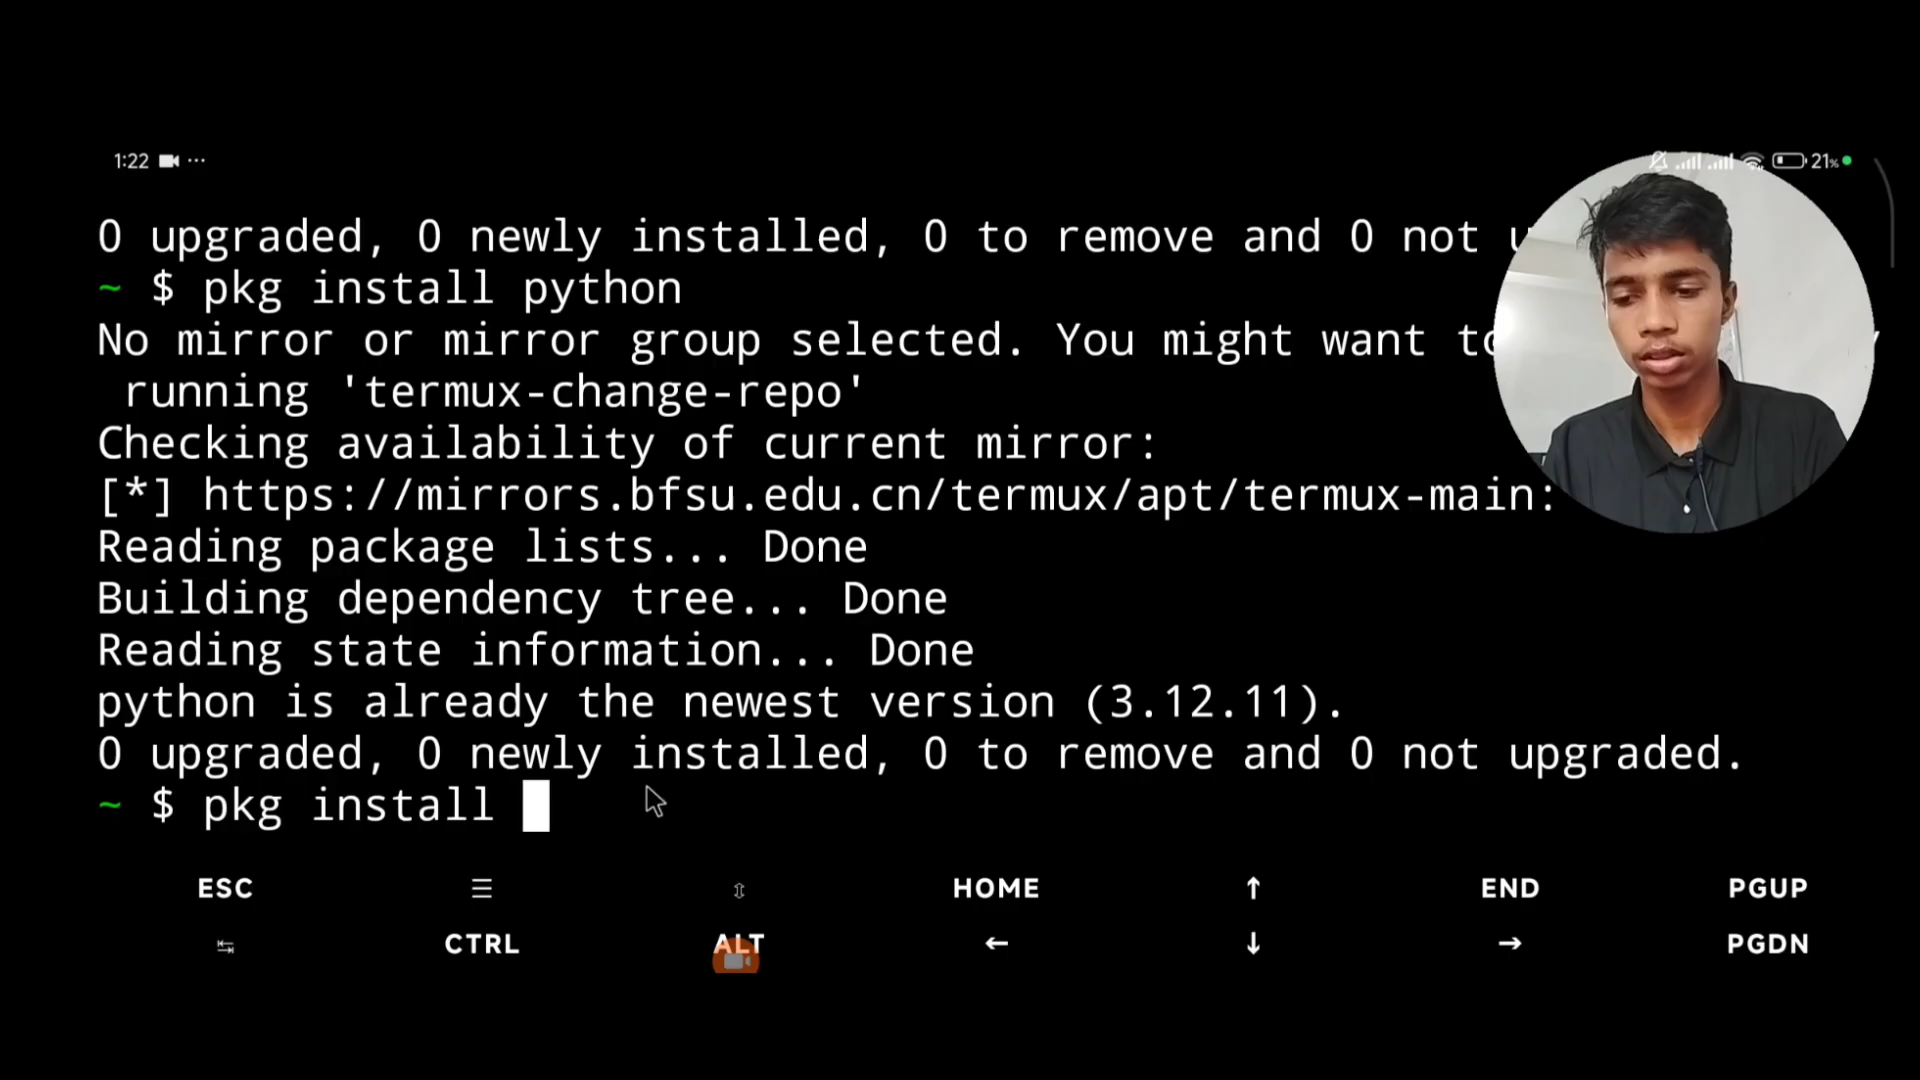 1:22 ...
21%
0 upgraded, 0 newly installed, 0 to remove and 0 not
~ $ pkg install python
No mirror or mirror group selected. You might want to
running 'termux-change-repo'
Checking availability of current mirror:
[*] https://mirrors.bfsu.edu.cn/termux/apt/termux-main:
Reading package lists... Done
Building dependency tree... Done
Reading state information... Done
python is already the newest version (3.12.11).
0 upgraded, 0 newly installed, 0 to remove and 0 not upgraded.
~ $ pkg install
ESC ☰ ⇳ HOME ↑ END PGUP
↹ CTRL ALT ← ↓ → PGDN